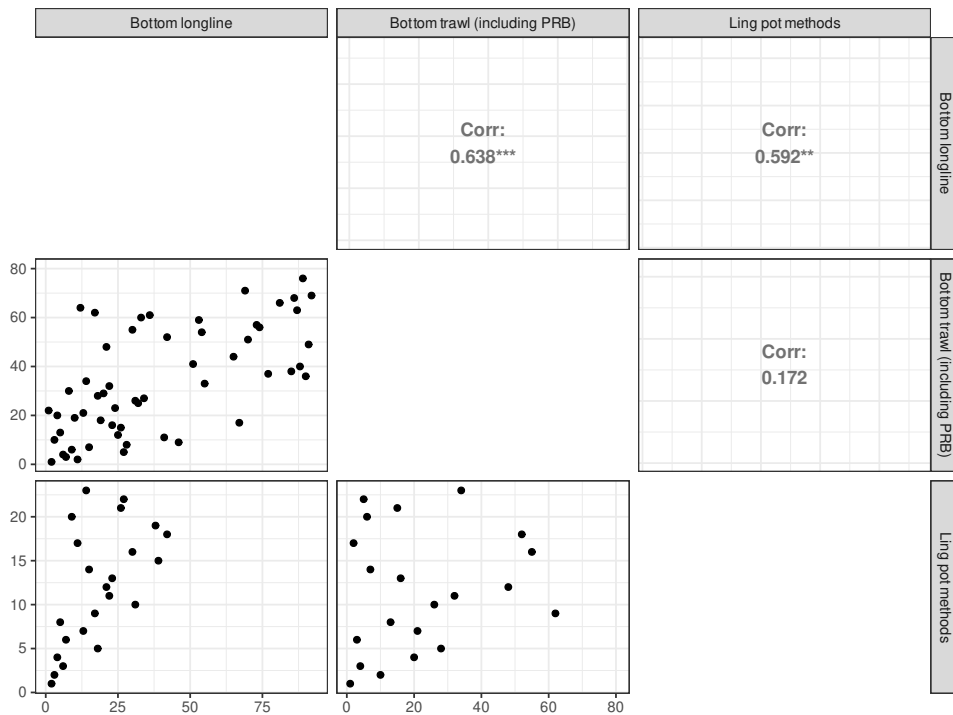 Bottom longline
Bottom trawl (including PRB)
Ling pot methods
Corr:
0.638***
Corr:
0.592**
Bottom longline
80
60
40
20
0
Corr:
0.172
Bottom trawl (including PRB)
20
15
10
5
0
Ling pot methods
0
25
50
75
0
20
40
60
80